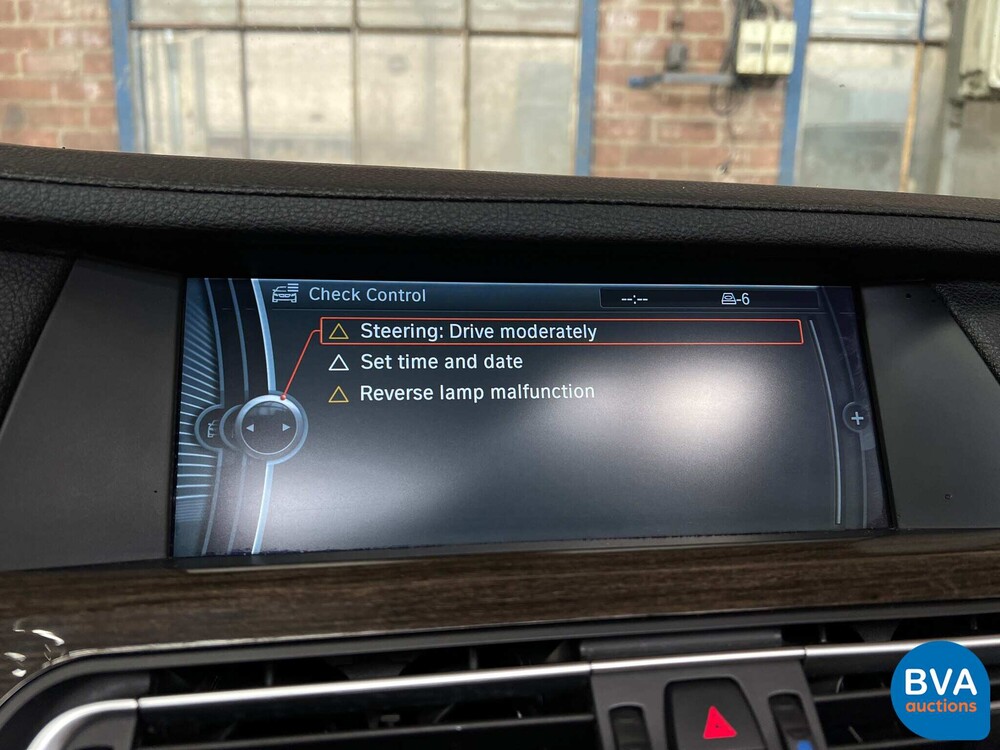 Check Control
--:-- -6
Steering: Drive moderately
Set time and date
Reverse lamp malfunction
+
BVA
auctions